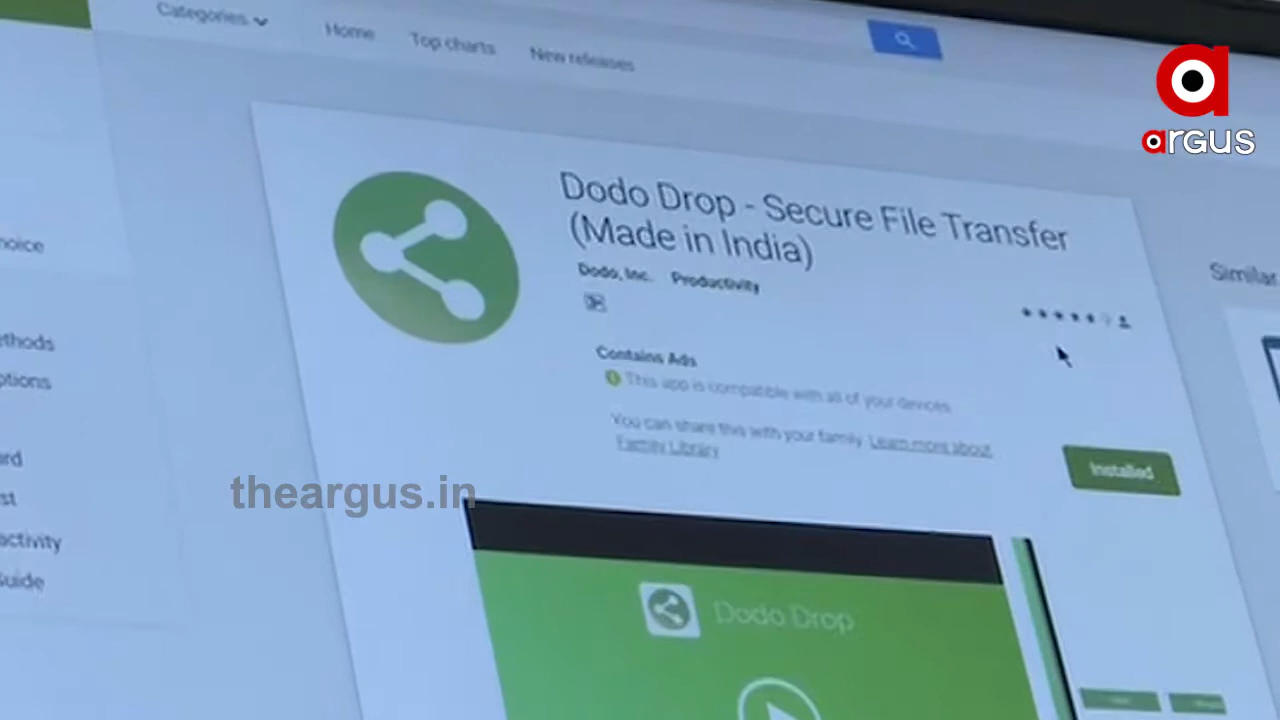 Categories
Home Top charts New releases
argus
Dodo Drop - Secure File Transfer
(Made in India)
Dodo, Inc. Productivity
Similar
Contains Ads
This app is compatible with all of your devices.
You can share this with your family. Learn more about
Family Library
Installed
hoice
ethods
ptions
ard
st
activity
Guide
theargus.in
Dodo Drop